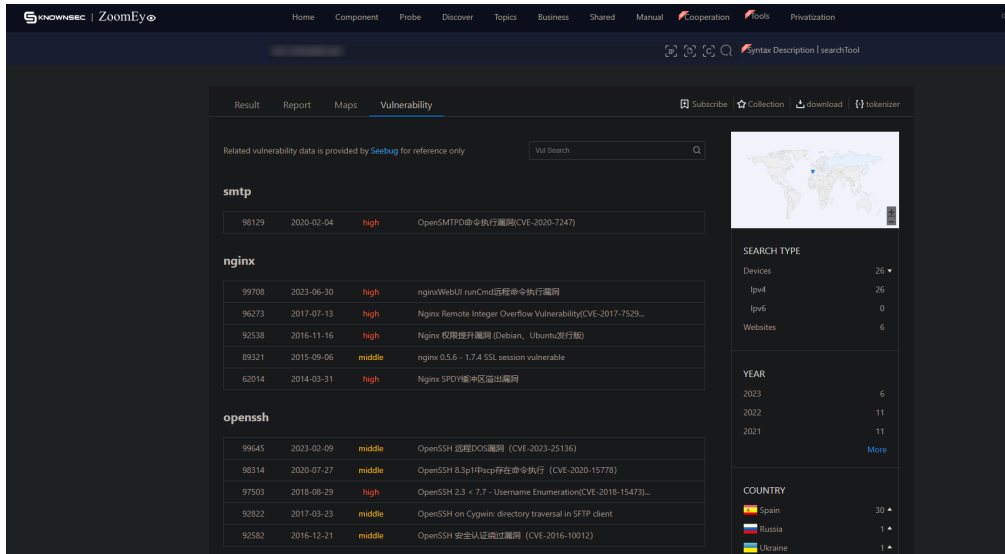 KNOWNSEC | ZoomEye Home Component Probe Discover Topics Business Shared Manual Cooperation Tools Privatization
IP C Syntax Description | searchTool
Result Report Maps Vulnerability Subscribe Collection download tokenizer
Related vulnerability data is provided by Seebug for reference only Vul Search
smtp
98129 2020-02-04 high OpenSMTPD命令执行漏洞(CVE-2020-7247)
nginx
99708 2023-06-30 high nginxWebUI runCmd远程命令执行漏洞
96273 2017-07-13 high Nginx Remote Integer Overflow Vulnerability(CVE-2017-7529...
92538 2016-11-16 high Nginx 权限提升漏洞 (Debian、Ubuntu发行版)
89321 2015-09-06 middle nginx 0.5.6 - 1.7.4 SSL session vulnerable
62014 2014-03-31 high Nginx SPDY缓冲区溢出漏洞
openssh
99645 2023-02-09 middle OpenSSH 远程DOS漏洞（CVE-2023-25136）
98314 2020-07-27 middle OpenSSH 8.3p1中scp存在命令执行（CVE-2020-15778）
97503 2018-08-29 high OpenSSH 2.3 < 7.7 - Username Enumeration(CVE-2018-15473)...
92822 2017-03-23 middle OpenSSH on Cygwin: directory traversal in SFTP client
92582 2016-12-21 middle OpenSSH 安全认证绕过漏洞（CVE-2016-10012）
SEARCH TYPE
Devices 26
Ipv4 26
Ipv6 0
Websites 6
YEAR
2023 6
2022 11
2021 11
More
COUNTRY
Spain 30
Russia 1
Ukraine 1